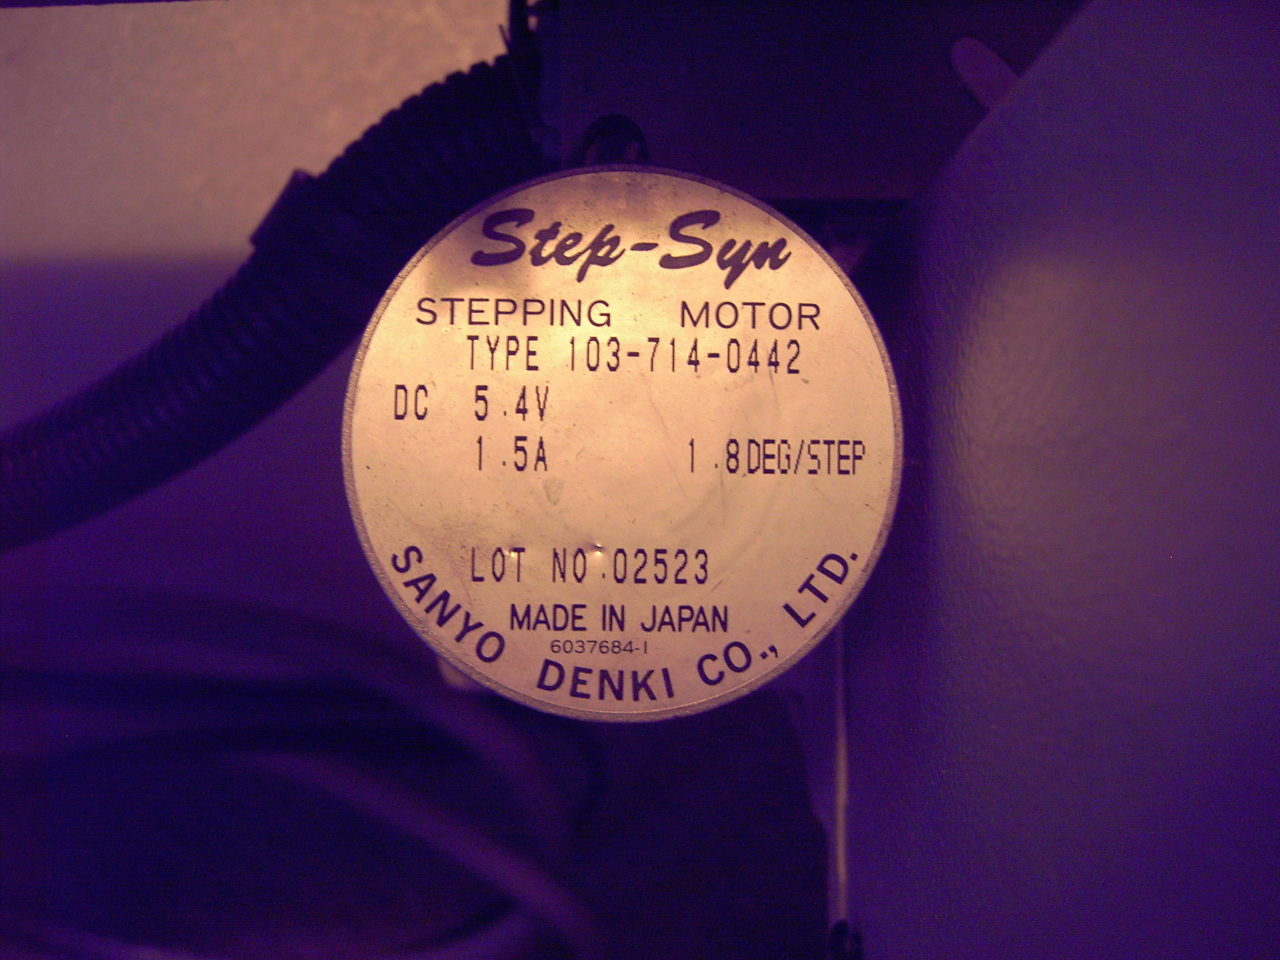 Step-Syn
STEPPING MOTOR
TYPE 103-714-0442
DC 5.4V
1.5A 1.8DEG/STEP
LOT NO.02523
MADE IN JAPAN
6037684-1
SANYO DENKI CO., LTD.